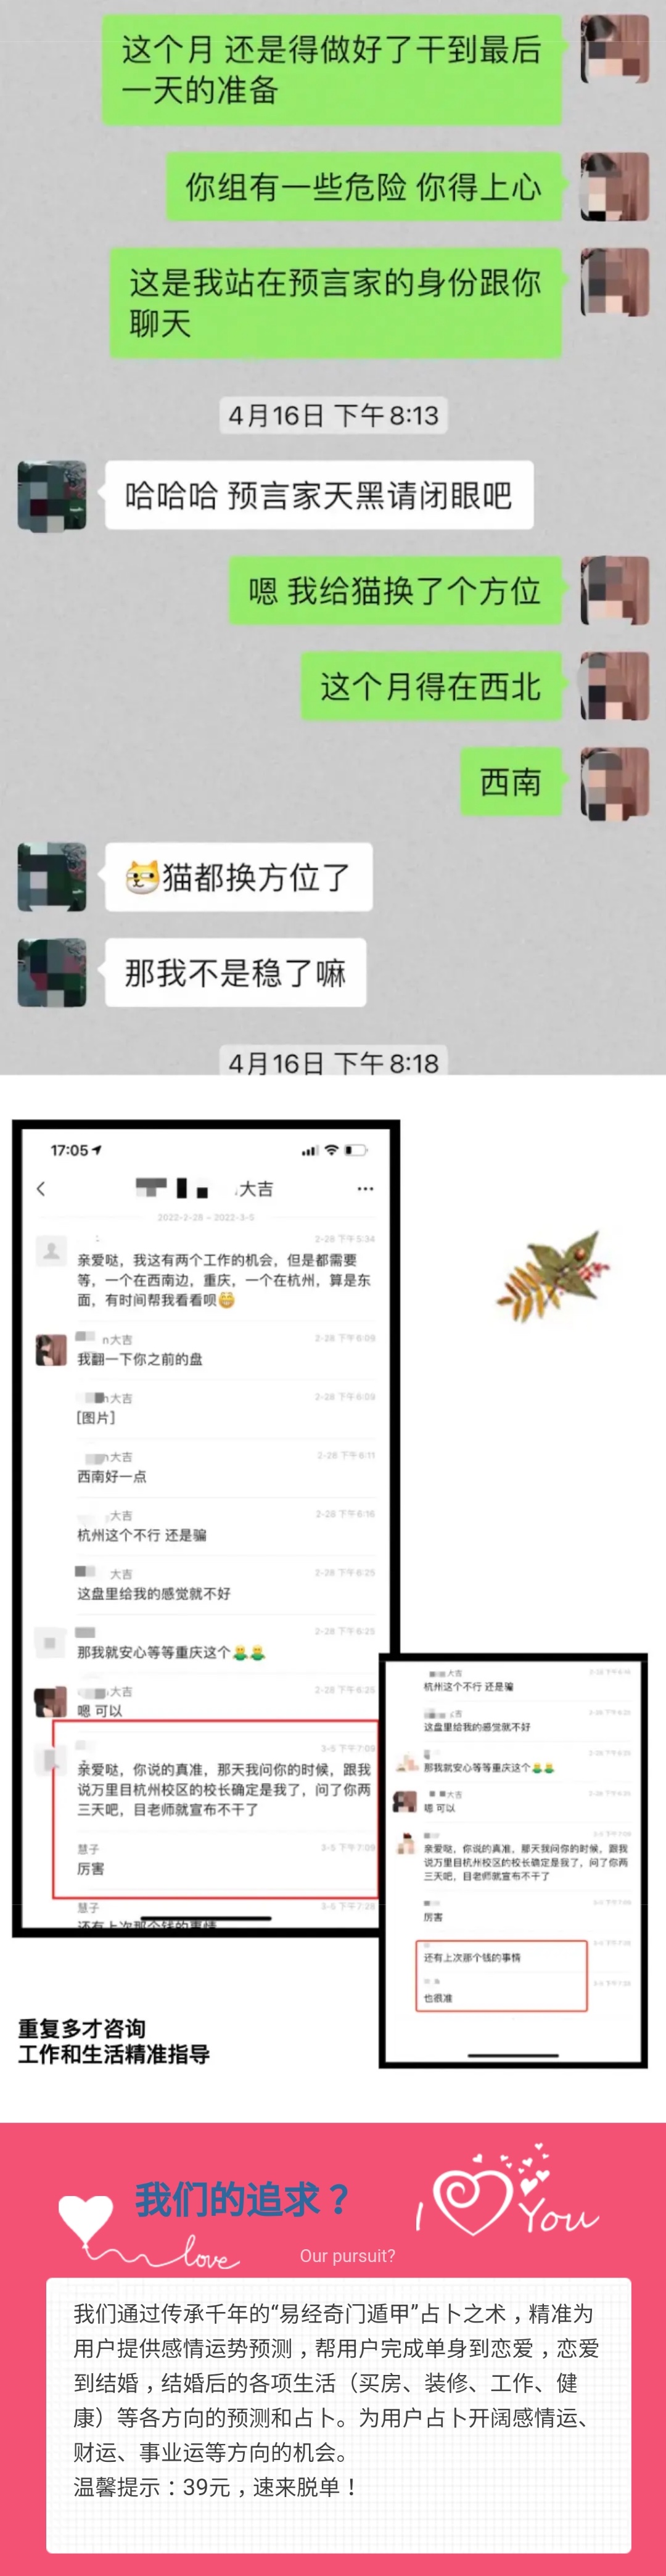 这个月 还是得做好了干到最后
一天的准备
你组有一些危险 你得上心
这是我站在预言家的身份跟你
聊天
4月16日 下午8:13
哈哈哈 预言家天黑请闭眼吧
嗯 我给猫换了个方位
这个月得在西北
西南
猫都换方位了
那我不是稳了嘛
4月16日 下午8:18
17:05
大吉
2022-2-28 ~ 2022-3-5
2-28 下午5:34
亲爱哒，我这有两个工作的机会，但是都需要
等，一个在西南边，重庆，一个在杭州，算是东
面，有时间帮我看看呗
n大吉
2-28 下午6:09
我翻一下你之前的盘
大吉
2-28 下午6:09
[图片]
大吉
2-28 下午6:11
西南好一点
大吉
2-28 下午6:16
杭州这个不行 还是骗
大吉
2-28 下午6:25
这盘里给我的感觉就不好
2-28 下午6:25
那我就安心等等重庆这个
大吉
2-28 下午6:25
嗯 可以
3-5 下午7:09
亲爱哒，你说的真准，那天我问你的时候，跟我
说万里目杭州校区的校长确定是我了，问了你两
三天吧，目老师就宣布不干了
慧子
3-5 下午7:09
厉害
慧子
3-5 下午7:28
还有上次那个钱的事情
大吉
杭州这个不行 还是骗
大吉
这盘里给我的感觉就不好
那我就安心等等重庆这个
大吉
嗯 可以
亲爱哒，你说的真准，那天我问你的时候，跟我
说万里目杭州校区的校长确定是我了，问了你两
三天吧，目老师就宣布不干了
厉害
还有上次那个钱的事情
也很准
重复多才咨询
工作和生活精准指导
我们的追求？
I You
love
Our pursuit?
我们通过传承千年的“易经奇门遁甲”占卜之术，精准为
用户提供感情运势预测，帮用户完成单身到恋爱，恋爱
到结婚，结婚后的各项生活（买房、装修、工作、健
康）等各方向的预测和占卜。为用户占卜开阔感情运、
财运、事业运等方向的机会。
温馨提示：39元，速来脱单！